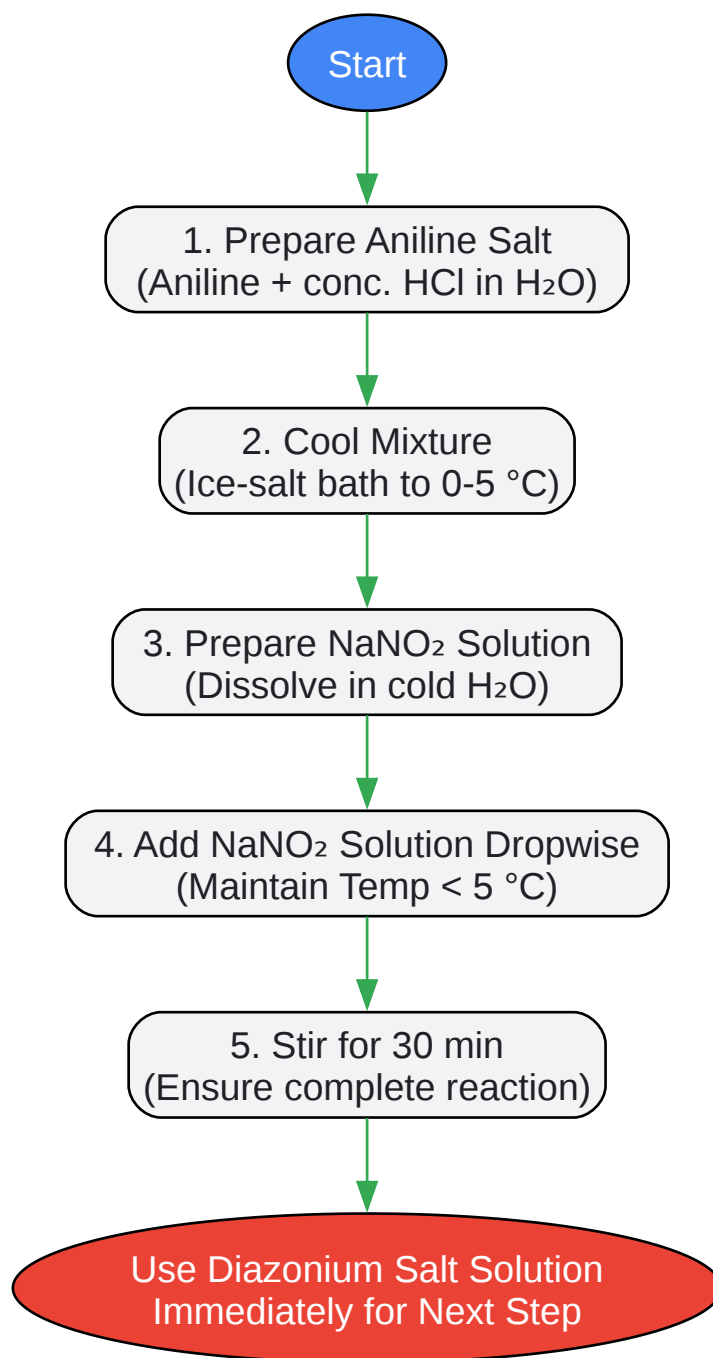 Start
1. Prepare Aniline Salt
(Aniline + conc. HCl in H₂O)
2. Cool Mixture
(Ice-salt bath to 0-5 °C)
3. Prepare NaNO₂ Solution
(Dissolve in cold H₂O)
4. Add NaNO₂ Solution Dropwise
(Maintain Temp < 5 °C)
5. Stir for 30 min
(Ensure complete reaction)
Use Diazonium Salt Solution
Immediately for Next Step